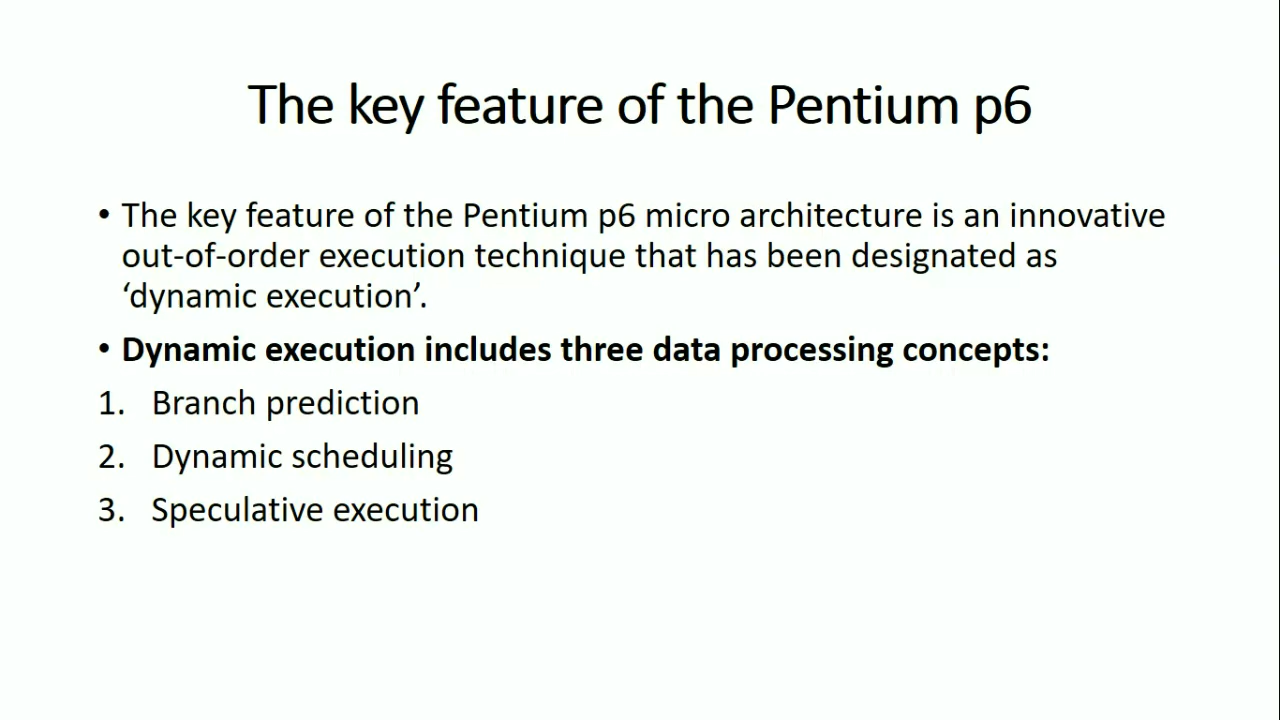 The key feature of the Pentium p6
• The key feature of the Pentium p6 micro architecture is an innovative
out-of-order execution technique that has been designated as
‘dynamic execution’.
• Dynamic execution includes three data processing concepts:
1. Branch prediction
2. Dynamic scheduling
3. Speculative execution